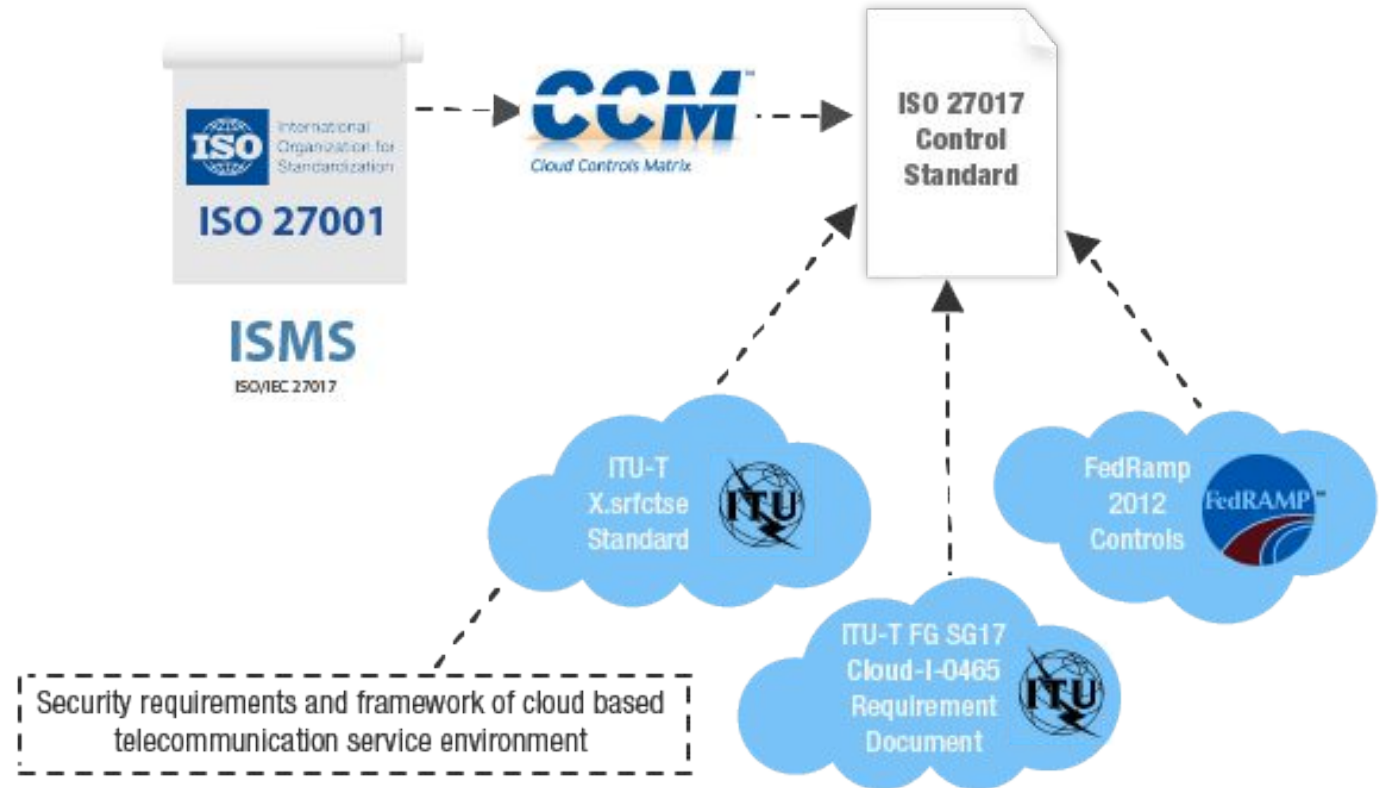 ISO
International
Organization for
Standardization
ISO 27001
ISMS
ISO/IEC 27017
CCM™
Cloud Controls Matrix
ISO 27017
Control
Standard
ITU-T
X.srfctse
Standard
ITU
FedRamp
2012
Controls
FedRAMP™
ITU-T FG SG17
Cloud-I-0465
Requirement
Document
ITU
Security requirements and framework of cloud based
telecommunication service environment